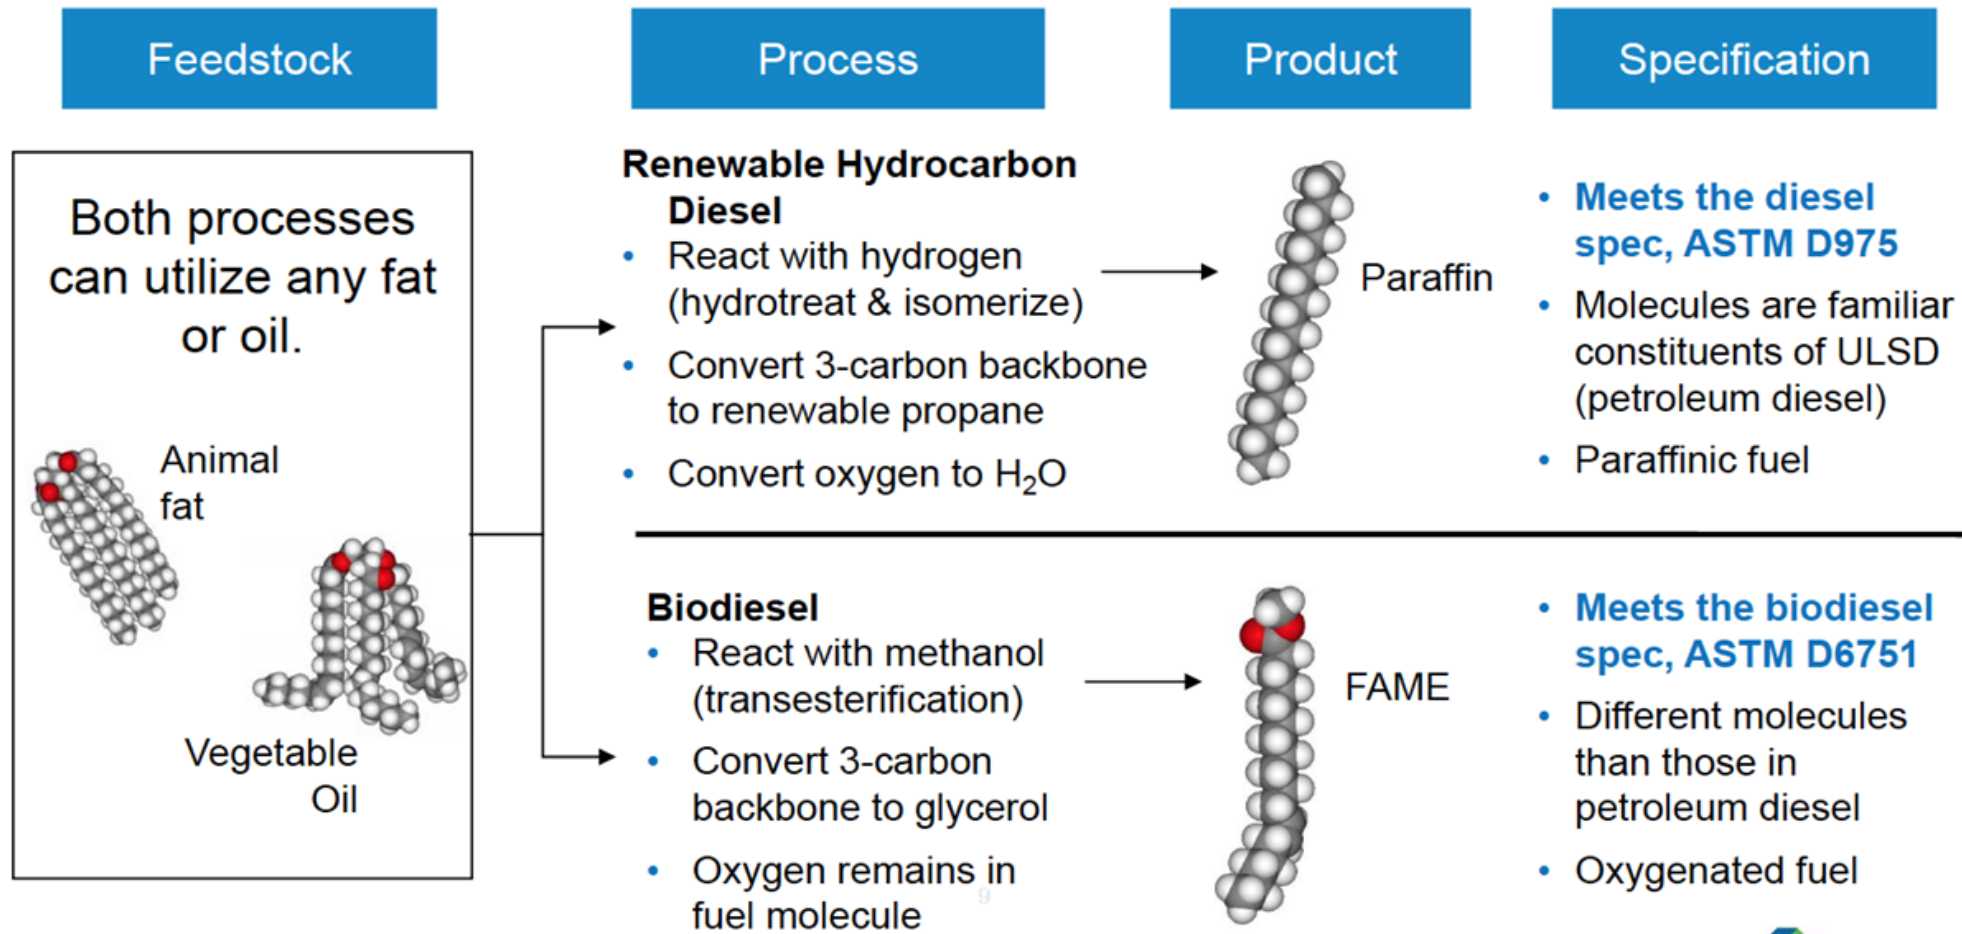 Feedstock
Process
Product
Specification
Both processes
can utilize any fat
or oil.
Animal
fat
Vegetable
Oil
Renewable Hydrocarbon
Diesel
• React with hydrogen
(hydrotreat & isomerize)
• Convert 3-carbon backbone
to renewable propane
• Convert oxygen to H₂O
Paraffin
• Meets the diesel
spec, ASTM D975
• Molecules are familiar
constituents of ULSD
(petroleum diesel)
• Paraffinic fuel
Biodiesel
• React with methanol
(transesterification)
• Convert 3-carbon
backbone to glycerol
• Oxygen remains in
fuel molecule
9
FAME
• Meets the biodiesel
spec, ASTM D6751
• Different molecules
than those in
petroleum diesel
• Oxygenated fuel